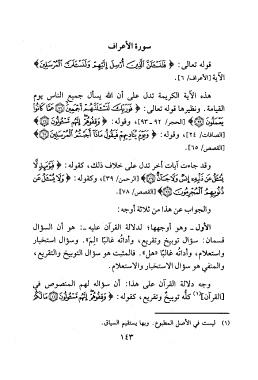 سورة الأعراف
قوله تعالى: ﴿ فَلَنَسْـَٔلَنَّ ٱلَّذِينَ أُرْسِلَ إِلَيْهِمْ وَلَنَسْـَٔلَنَّ ٱلْمُرْسَلِينَ ﴾
الآية [الأعراف/ ٦].
هذه الآية الكريمة تدل على أن الله يسأل جميع الناس يوم
القيامة. ونظيرها قوله تعالى: ﴿ فَوَرَبِّكَ لَنَسْـَٔلَنَّهُمْ أَجْمَعِينَ ۝ عَمَّا كَانُوا۟
يَعْمَلُونَ ۝ ﴾ [الحجر/ ٩٢ ـ ٩٣]، وقوله: ﴿ وَقِفُوهُمْ إِنَّهُم مَّسْـُٔولُونَ ۝ ﴾
[الصافات/ ٢٤]، وقوله: ﴿ وَيَوْمَ يُنَادِيهِمْ فَيَقُولُ مَاذَآ أَجَبْتُمُ ٱلْمُرْسَلِينَ ۝ ﴾
[القصص/ ٦٥].
وقد جاءت آيات أخر تدل على خلاف ذلك، كقوله: ﴿ فَيَوْمَئِذٍ لَّا
يُسْـَٔلُ عَن ذَنۢبِهِۦٓ إِنسٌ وَلَا جَآنٌّ ۝ ﴾ [الرحمن/ ٣٩]، وكقوله: ﴿ وَلَا يُسْـَٔلُ عَن
ذُنُوبِهِمُ ٱلْمُجْرِمُونَ ۝ ﴾ [القصص/ ٧٨].
والجواب عن هذا من ثلاثة أوجه:
الأول ـ وهو أوجهها؛ لدلالة القرآن عليه ـ: هو أن السؤال
قسمان: سؤال توبيخ وتقريع، وأداتُه غالبًا «لِمَ». وسؤال استخبار
واستعلام، وأداته غالبًا «هل». فالمثبت هو سؤال التوبيخ والتقريع،
والمنفي هو سؤال الاستخبار والاستعلام.
وجه دلالة القرآن على هذا: أن سؤاله لهم المنصوص في
[القرآن](١) كلُّه توبيخ وتقريع، كقوله: ﴿ وَقِفُوهُمْ إِنَّهُم مَّسْـُٔولُونَ ۝ مَا لَكُمْ
(١) ليست في الأصل المطبوع. وبها يستقيم السياق.
١٤٣